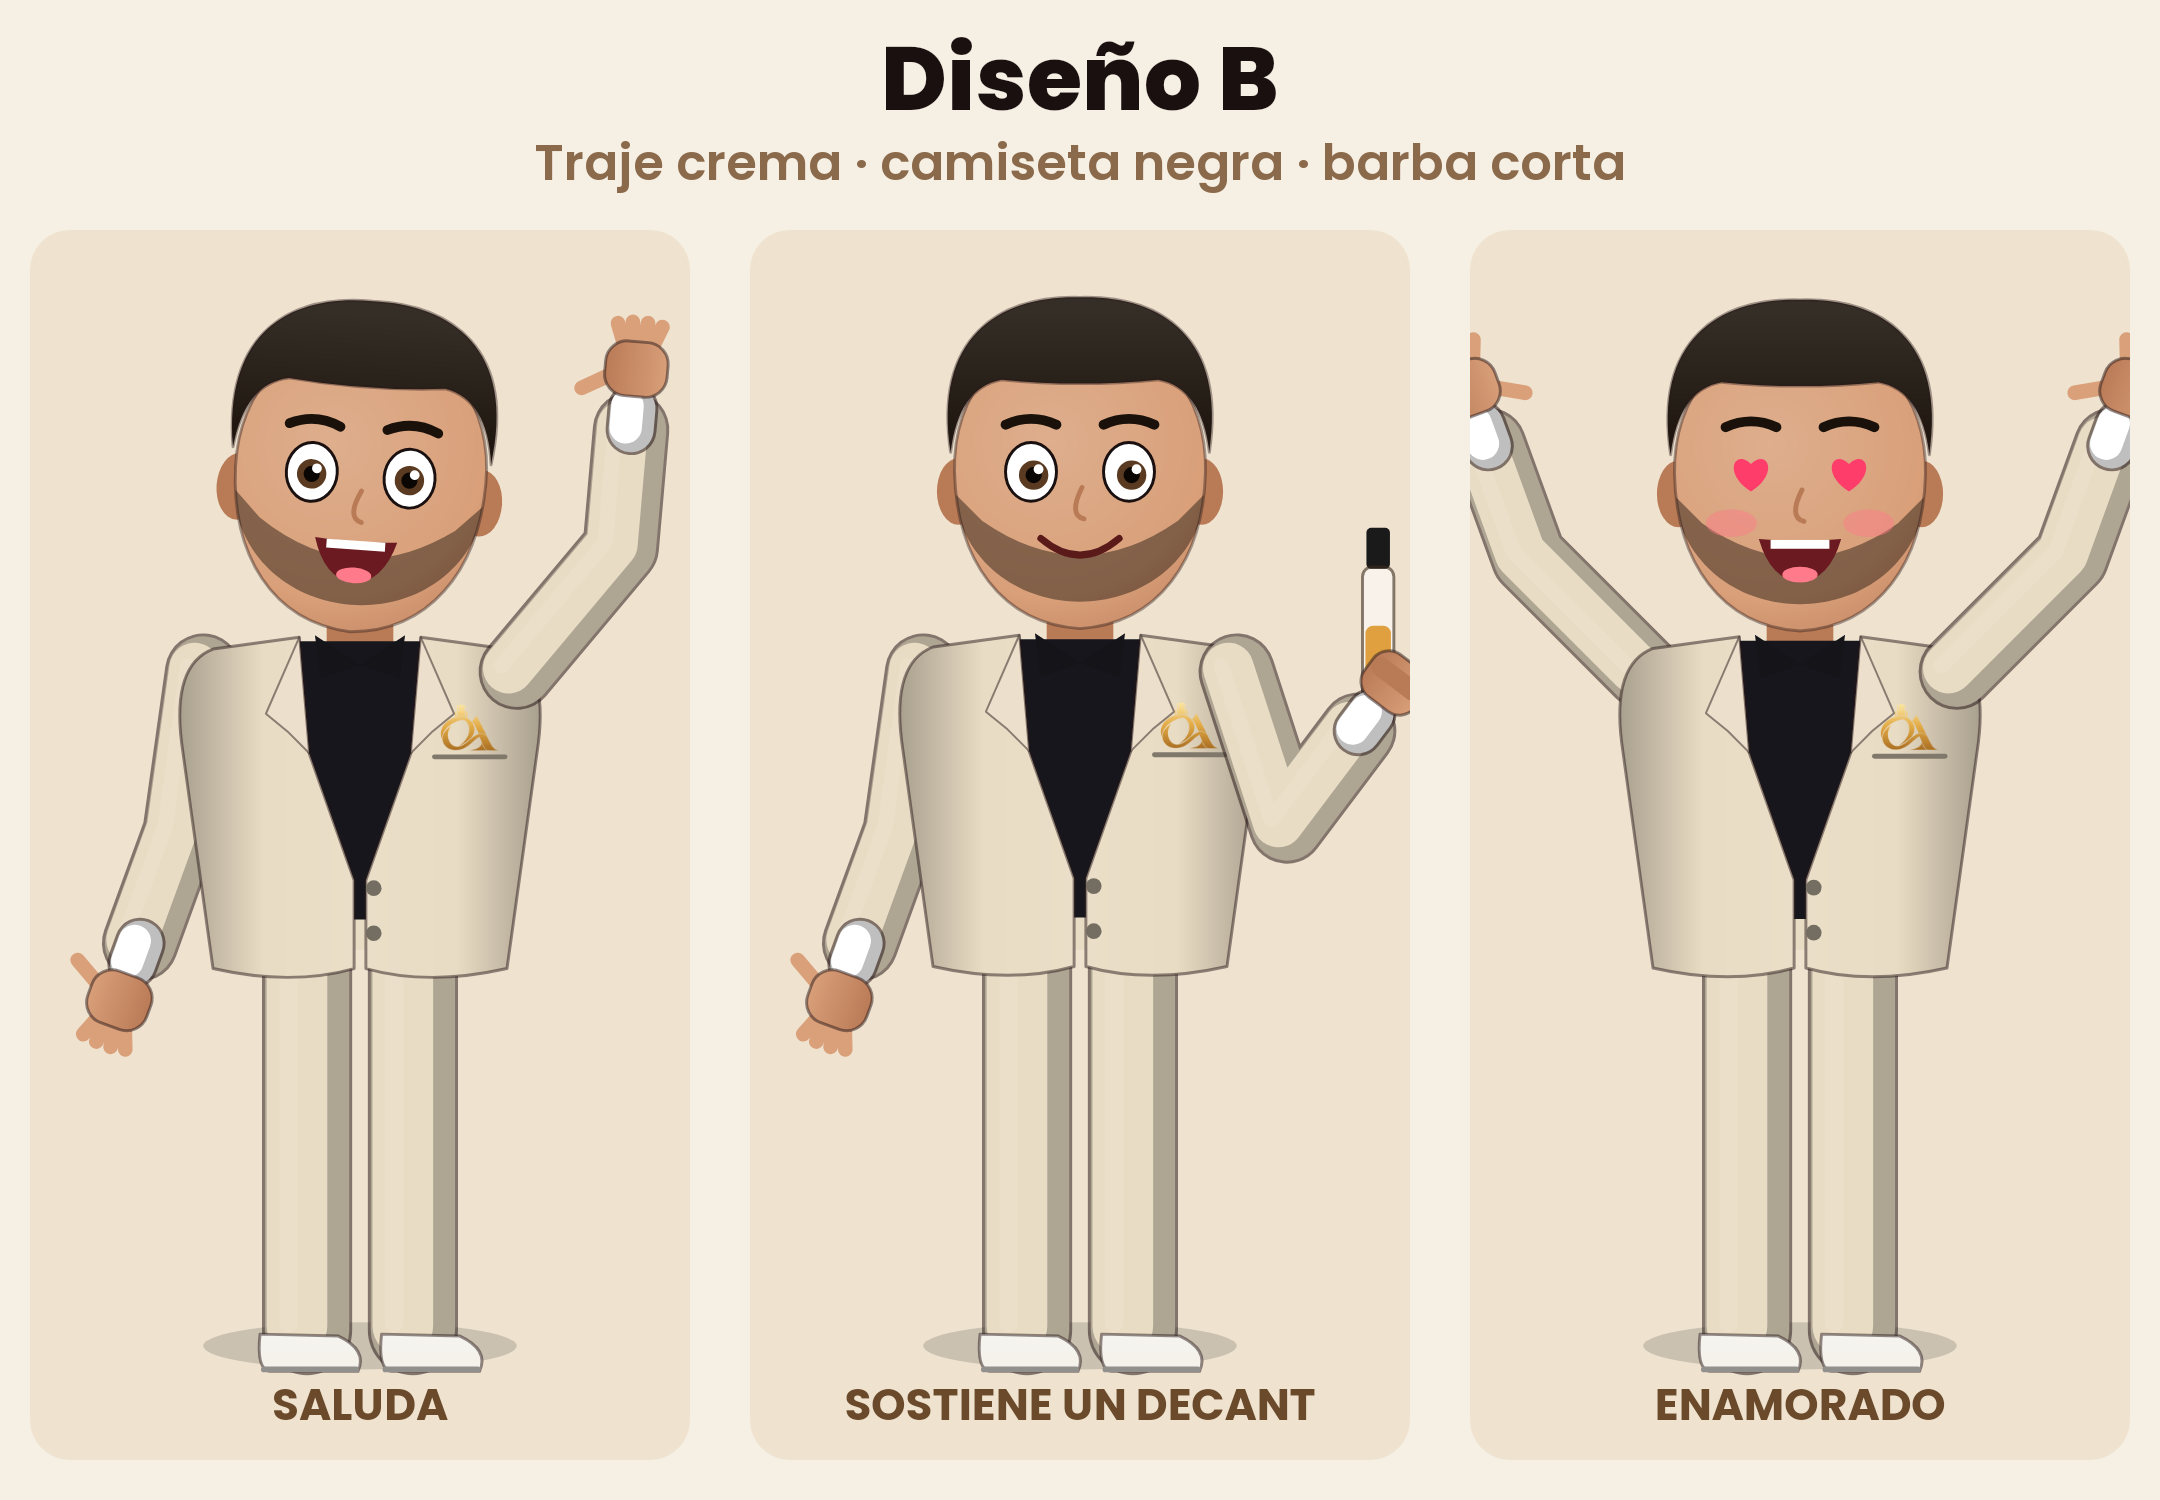 Diseño B
Traje crema · camiseta negra · barba corta
SALUDA
SOSTIENE UN DECANT
ENAMORADO